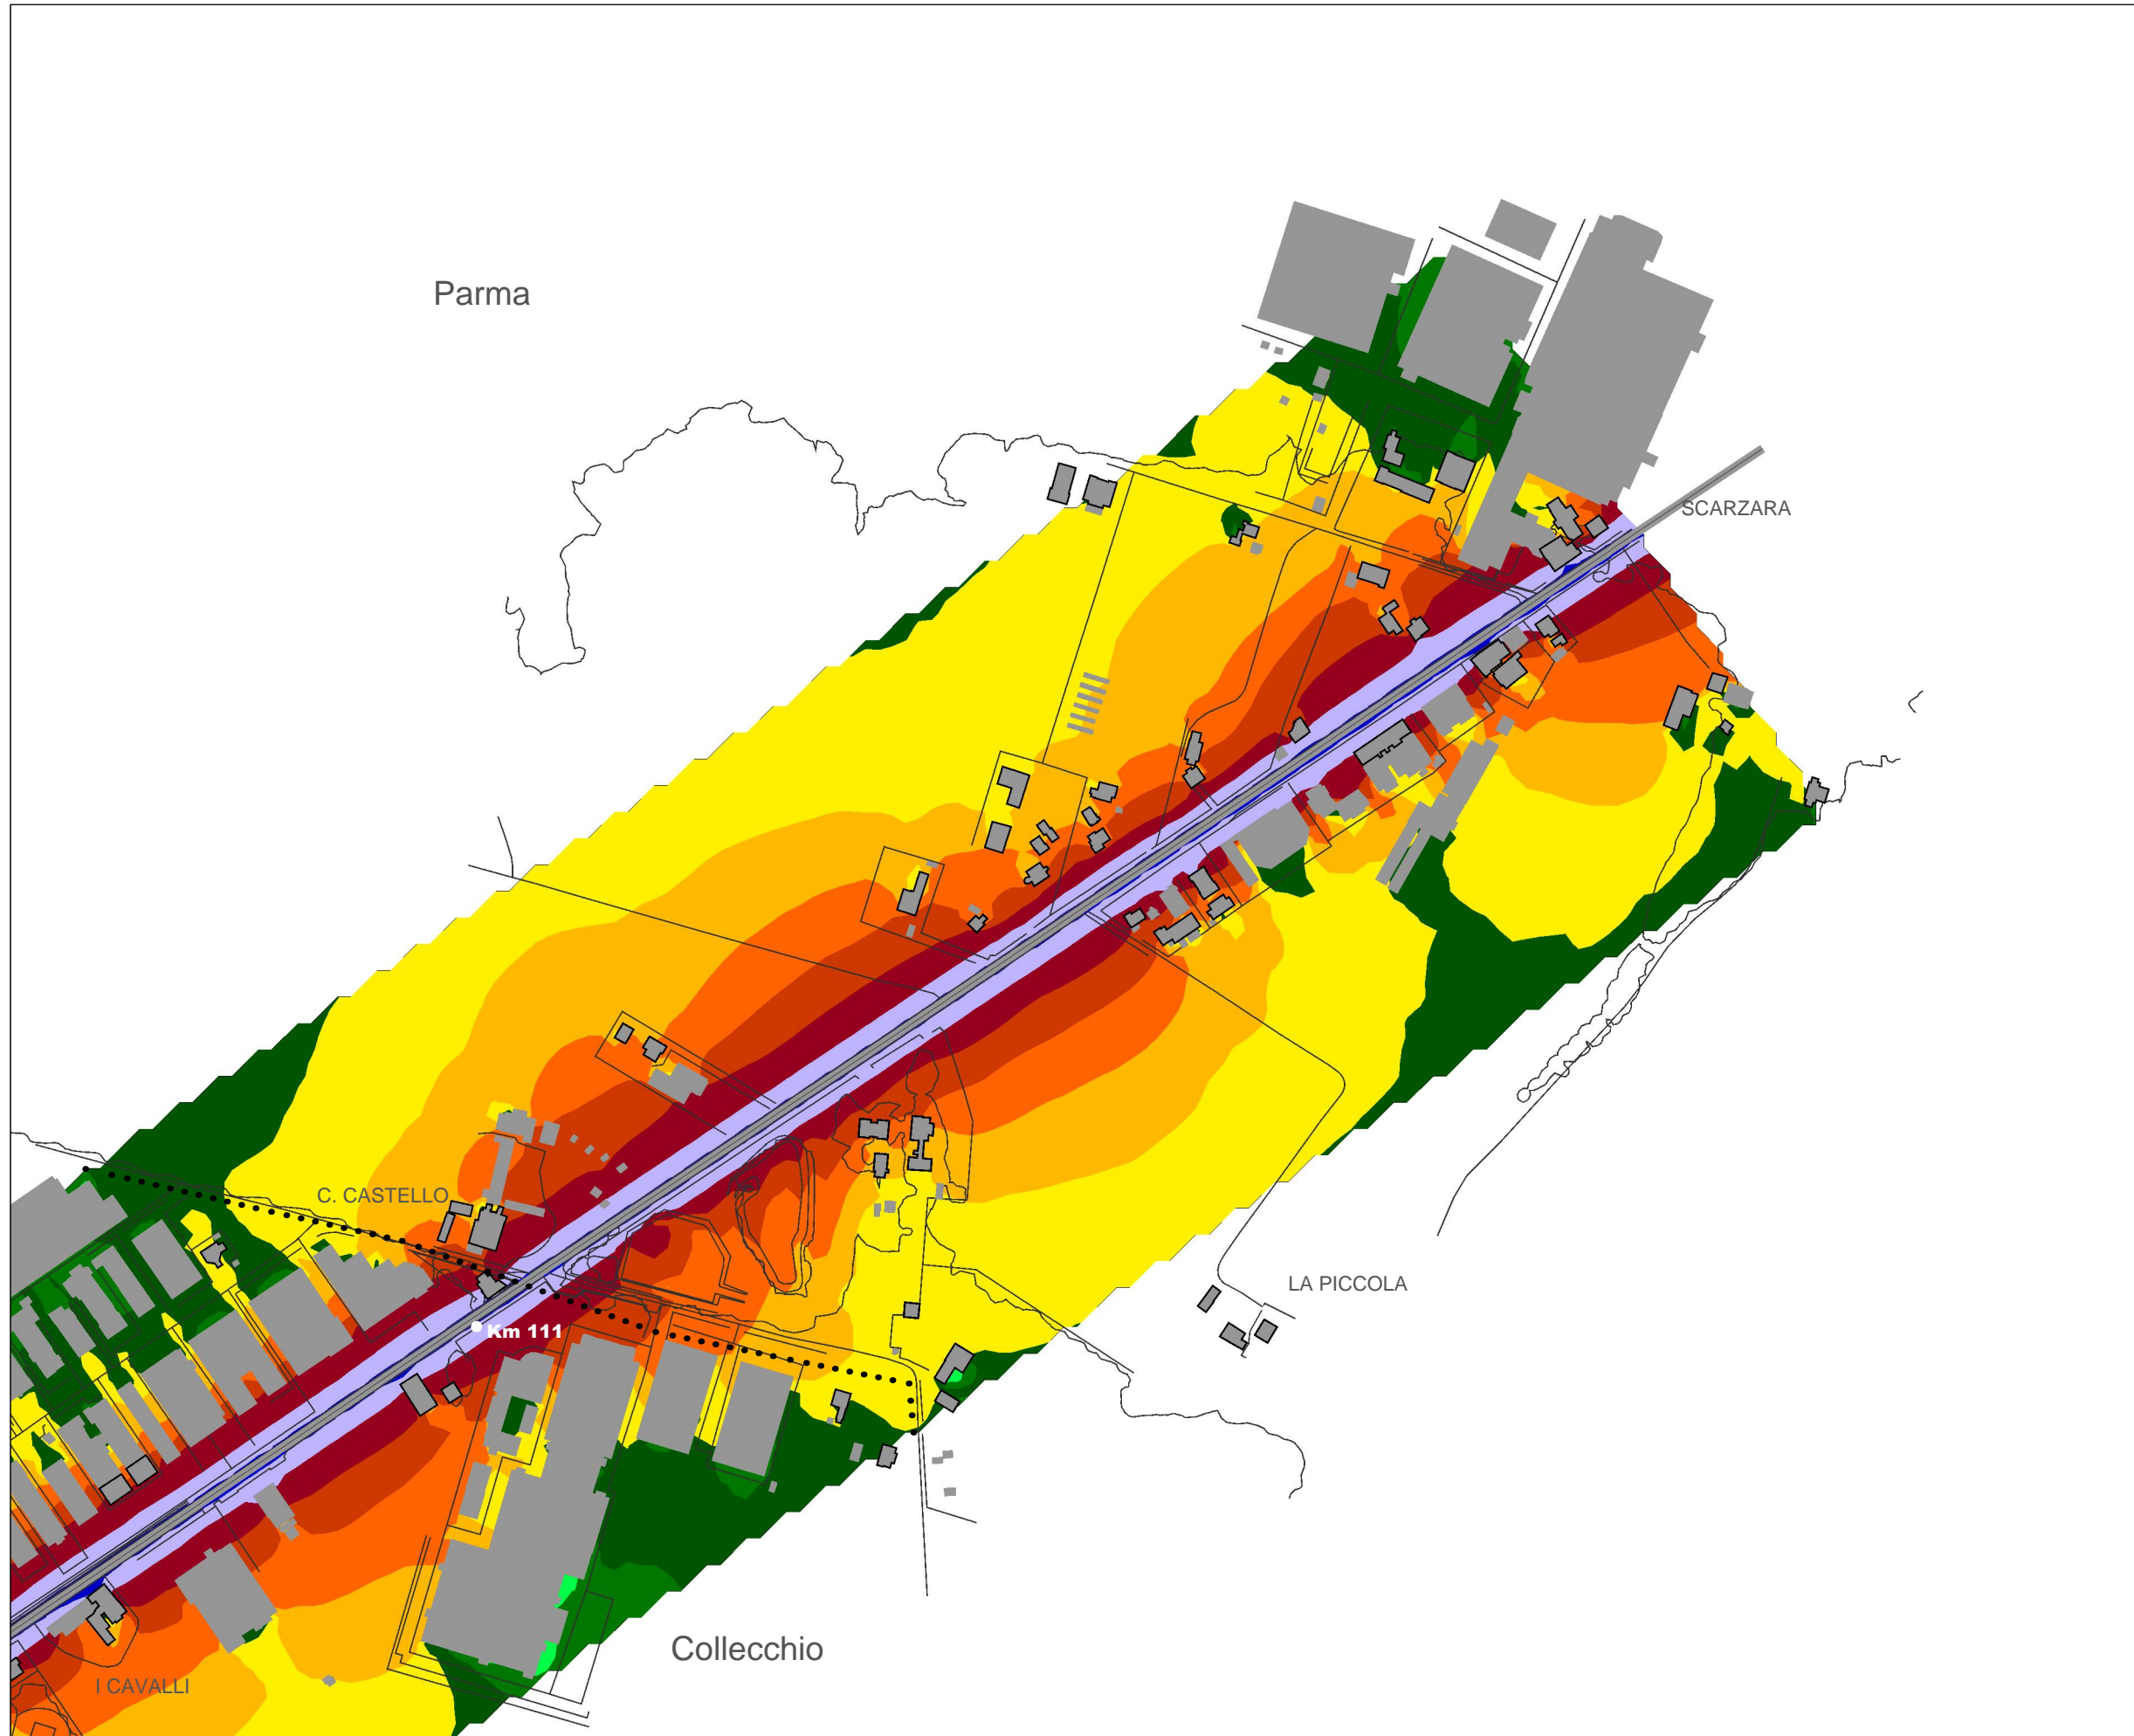 Parma
SCARZARA
C. CASTELLO
LA PICCOLA
Km 111
Collecchio
I CAVALLI